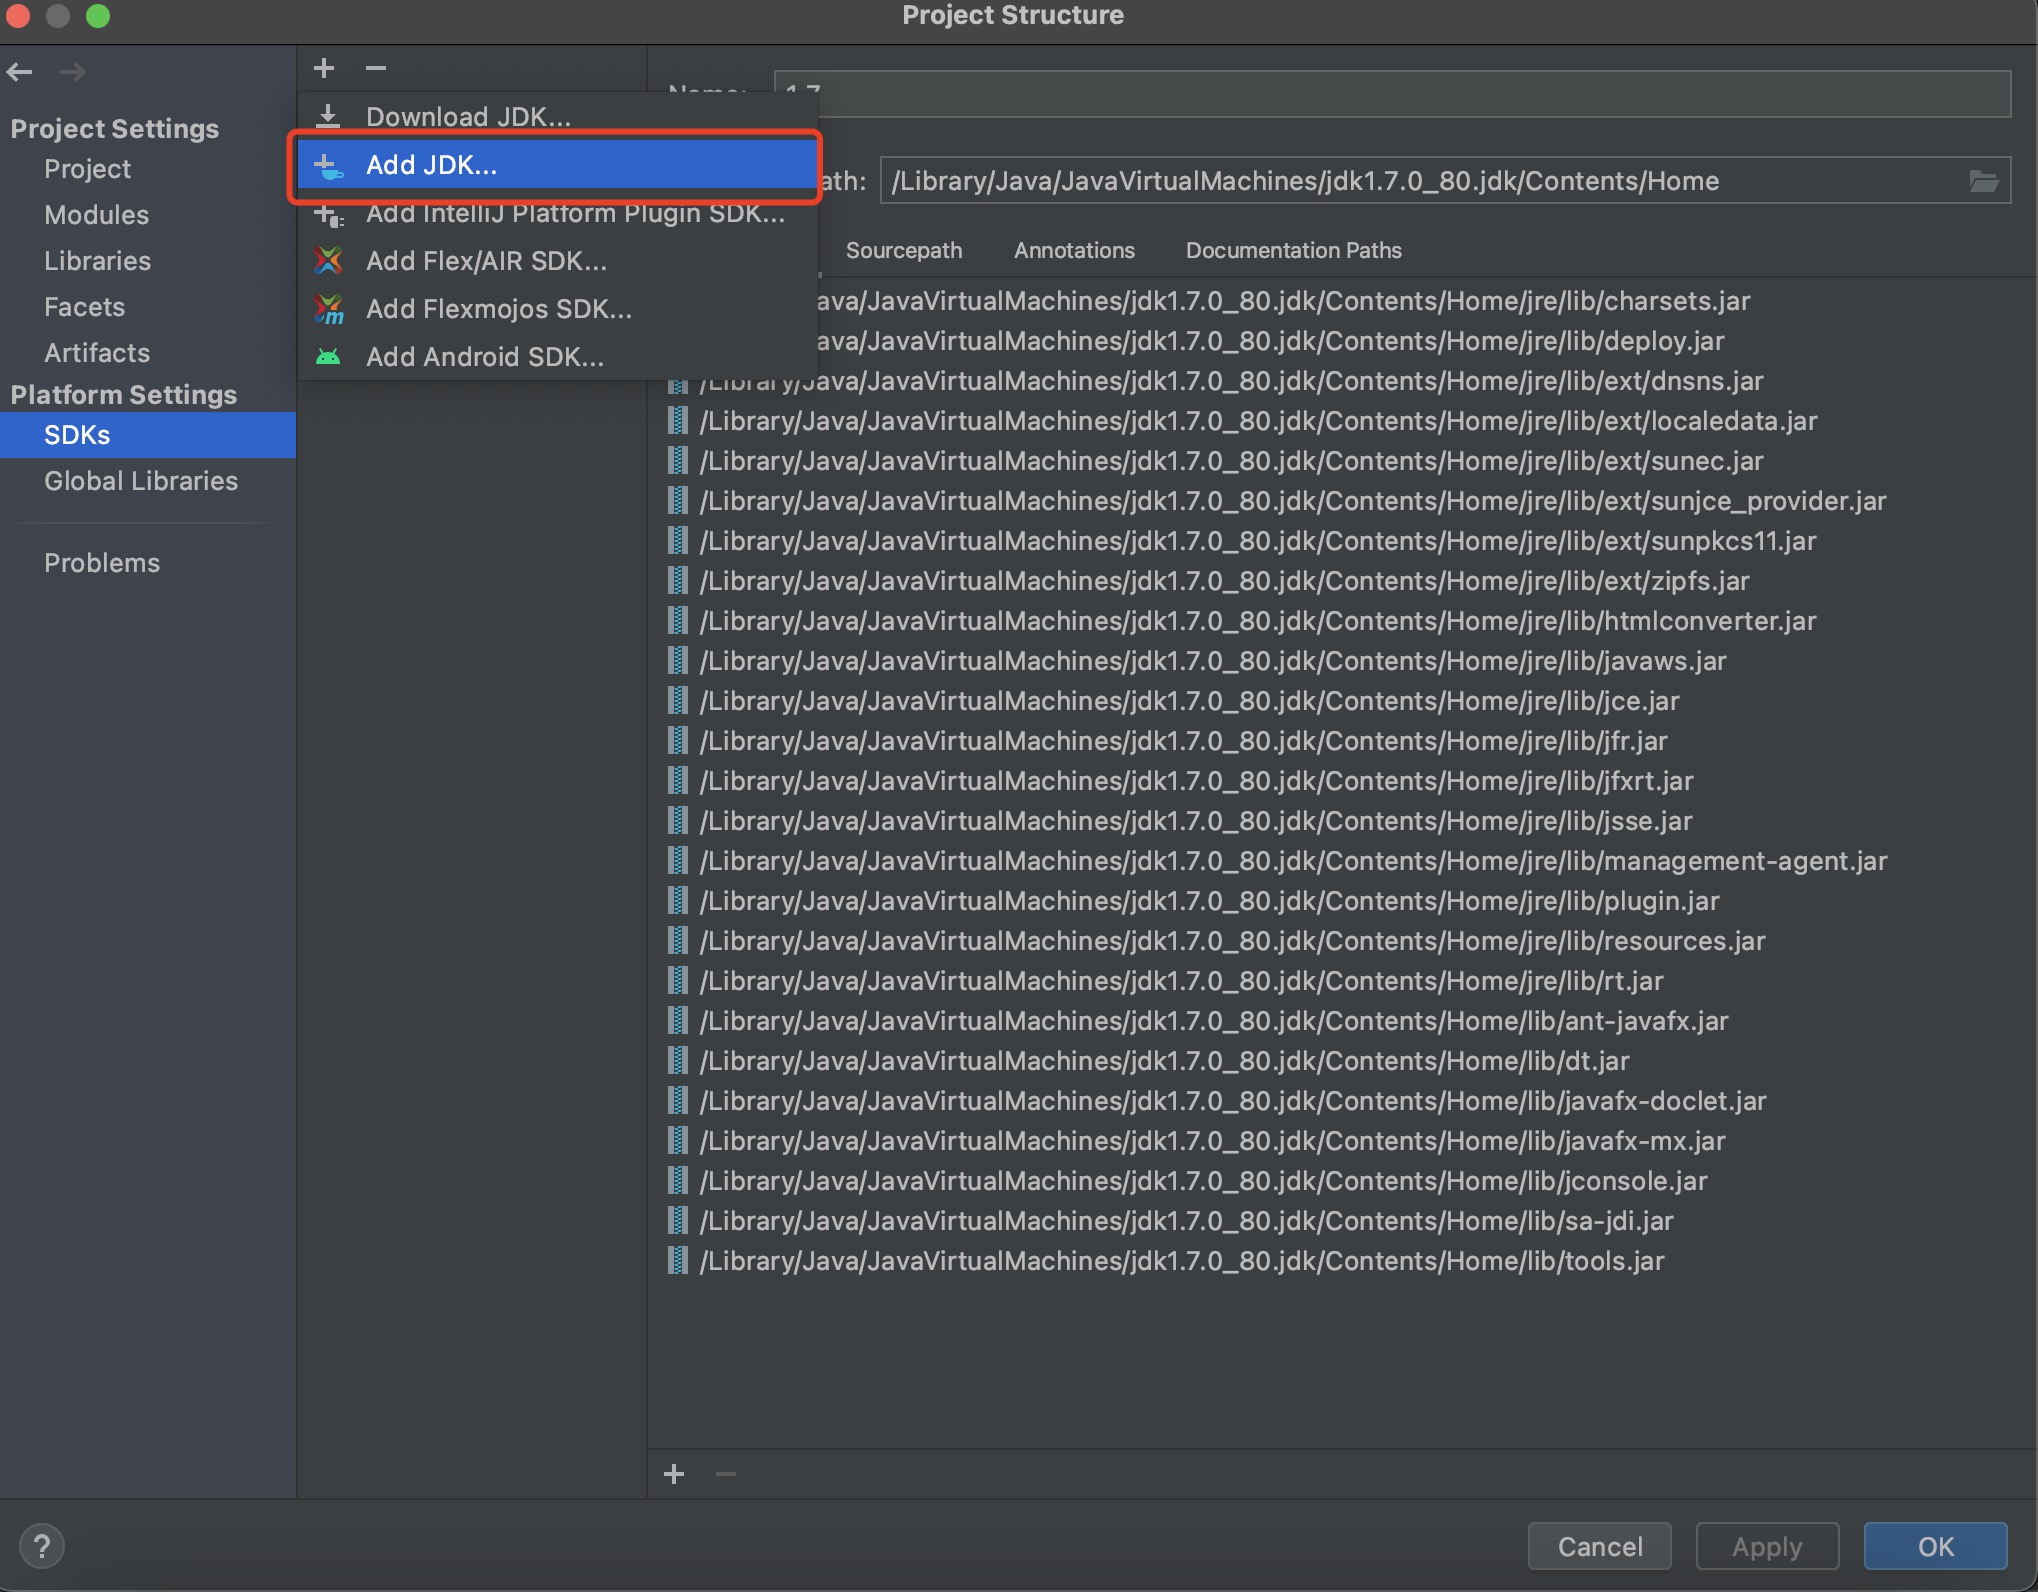 Project Structure
Project Settings
Project
Modules
Libraries
Facets
Artifacts
Platform Settings
SDKs
Global Libraries
Problems
Download JDK...
Add JDK...
Add IntelliJ Platform Plugin SDK...
Add Flex/AIR SDK...
Add Flexmojos SDK...
Add Android SDK...
Name: 1.7
ath: /Library/Java/JavaVirtualMachines/jdk1.7.0_80.jdk/Contents/Home
Sourcepath Annotations Documentation Paths
ava/JavaVirtualMachines/jdk1.7.0_80.jdk/Contents/Home/jre/lib/charsets.jar
ava/JavaVirtualMachines/jdk1.7.0_80.jdk/Contents/Home/jre/lib/deploy.jar
/Library/Java/JavaVirtualMachines/jdk1.7.0_80.jdk/Contents/Home/jre/lib/ext/dnsns.jar
/Library/Java/JavaVirtualMachines/jdk1.7.0_80.jdk/Contents/Home/jre/lib/ext/localedata.jar
/Library/Java/JavaVirtualMachines/jdk1.7.0_80.jdk/Contents/Home/jre/lib/ext/sunec.jar
/Library/Java/JavaVirtualMachines/jdk1.7.0_80.jdk/Contents/Home/jre/lib/ext/sunjce_provider.jar
/Library/Java/JavaVirtualMachines/jdk1.7.0_80.jdk/Contents/Home/jre/lib/ext/sunpkcs11.jar
/Library/Java/JavaVirtualMachines/jdk1.7.0_80.jdk/Contents/Home/jre/lib/ext/zipfs.jar
/Library/Java/JavaVirtualMachines/jdk1.7.0_80.jdk/Contents/Home/jre/lib/htmlconverter.jar
/Library/Java/JavaVirtualMachines/jdk1.7.0_80.jdk/Contents/Home/jre/lib/javaws.jar
/Library/Java/JavaVirtualMachines/jdk1.7.0_80.jdk/Contents/Home/jre/lib/jce.jar
/Library/Java/JavaVirtualMachines/jdk1.7.0_80.jdk/Contents/Home/jre/lib/jfr.jar
/Library/Java/JavaVirtualMachines/jdk1.7.0_80.jdk/Contents/Home/jre/lib/jfxrt.jar
/Library/Java/JavaVirtualMachines/jdk1.7.0_80.jdk/Contents/Home/jre/lib/jsse.jar
/Library/Java/JavaVirtualMachines/jdk1.7.0_80.jdk/Contents/Home/jre/lib/management-agent.jar
/Library/Java/JavaVirtualMachines/jdk1.7.0_80.jdk/Contents/Home/jre/lib/plugin.jar
/Library/Java/JavaVirtualMachines/jdk1.7.0_80.jdk/Contents/Home/jre/lib/resources.jar
/Library/Java/JavaVirtualMachines/jdk1.7.0_80.jdk/Contents/Home/jre/lib/rt.jar
/Library/Java/JavaVirtualMachines/jdk1.7.0_80.jdk/Contents/Home/lib/ant-javafx.jar
/Library/Java/JavaVirtualMachines/jdk1.7.0_80.jdk/Contents/Home/lib/dt.jar
/Library/Java/JavaVirtualMachines/jdk1.7.0_80.jdk/Contents/Home/lib/javafx-doclet.jar
/Library/Java/JavaVirtualMachines/jdk1.7.0_80.jdk/Contents/Home/lib/javafx-mx.jar
/Library/Java/JavaVirtualMachines/jdk1.7.0_80.jdk/Contents/Home/lib/jconsole.jar
/Library/Java/JavaVirtualMachines/jdk1.7.0_80.jdk/Contents/Home/lib/sa-jdi.jar
/Library/Java/JavaVirtualMachines/jdk1.7.0_80.jdk/Contents/Home/lib/tools.jar
? Cancel Apply OK